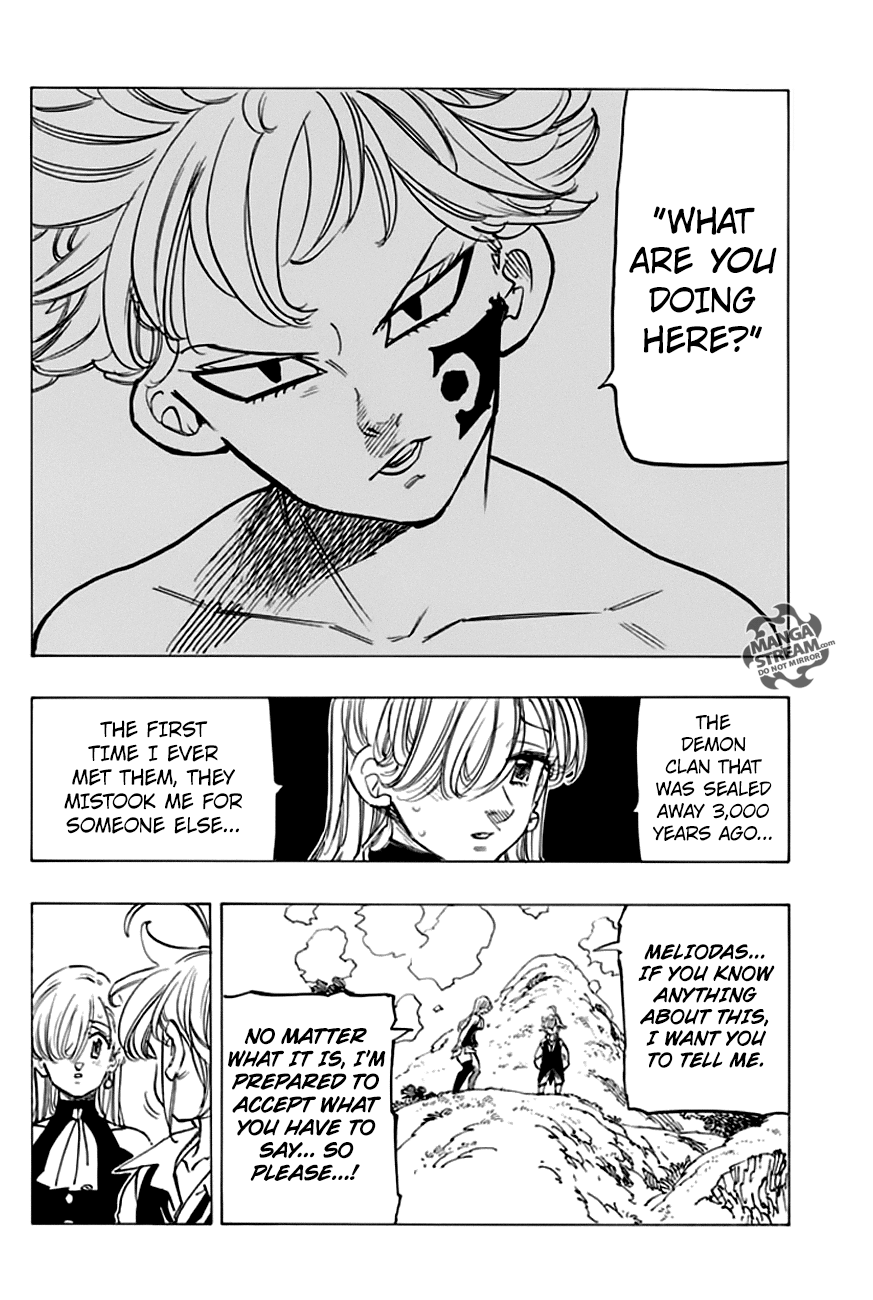 "WHAT
ARE YOU
DOING
HERE?"
MANGA
STREAM.com
DO NOT MIRROR
THE
DEMON
CLAN THAT
WAS SEALED
AWAY 3,000
YEARS AGO...
THE FIRST
TIME I EVER
MET THEM, THEY
MISTOOK ME FOR
SOMEONE ELSE...
MELIODAS...
IF YOU KNOW
ANYTHING
ABOUT THIS,
I WANT YOU
TO TELL ME.
NO MATTER
WHAT IT IS, I'M
PREPARED TO
ACCEPT WHAT
YOU HAVE TO
SAY... SO
PLEASE...!